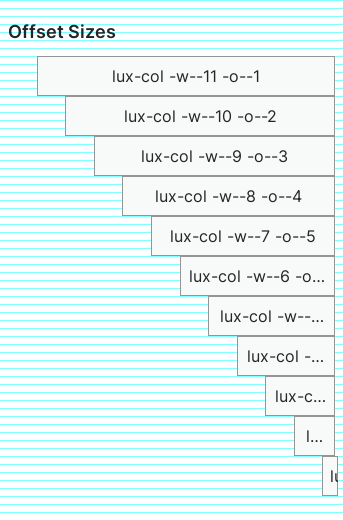 Offset Sizes
lux-col -w--11 -o--1
lux-col -w--10 -o--2
lux-col -w--9 -o--3
lux-col -w--8 -o--4
lux-col -w--7 -o--5
lux-col -w--6 -o...
lux-col -w--...
lux-col -...
lux-c...
l...